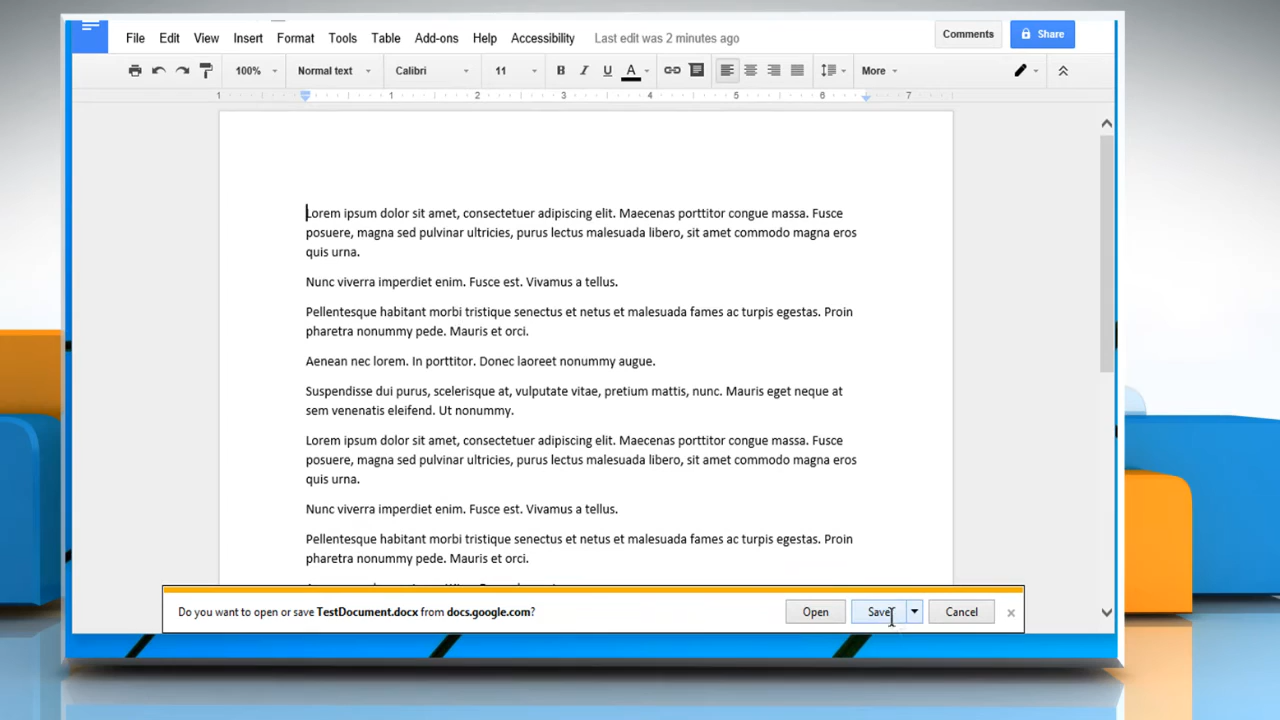 File Edit View Insert Format Tools Table Add-ons Help Accessibility Last edit was 2 minutes ago Comments Share
100% Normal text Calibri 11 B I U A More
1 1 2 3 4 5 6 7
Lorem ipsum dolor sit amet, consectetuer adipiscing elit. Maecenas porttitor congue massa. Fusce
posuere, magna sed pulvinar ultricies, purus lectus malesuada libero, sit amet commodo magna eros
quis urna.
Nunc viverra imperdiet enim. Fusce est. Vivamus a tellus.
Pellentesque habitant morbi tristique senectus et netus et malesuada fames ac turpis egestas. Proin
pharetra nonummy pede. Mauris et orci.
Aenean nec lorem. In porttitor. Donec laoreet nonummy augue.
Suspendisse dui purus, scelerisque at, vulputate vitae, pretium mattis, nunc. Mauris eget neque at
sem venenatis eleifend. Ut nonummy.
Lorem ipsum dolor sit amet, consectetuer adipiscing elit. Maecenas porttitor congue massa. Fusce
posuere, magna sed pulvinar ultricies, purus lectus malesuada libero, sit amet commodo magna eros
quis urna.
Nunc viverra imperdiet enim. Fusce est. Vivamus a tellus.
Pellentesque habitant morbi tristique senectus et netus et malesuada fames ac turpis egestas. Proin
pharetra nonummy pede. Mauris et orci.
Do you want to open or save TestDocument.docx from docs.google.com? Open Save Cancel